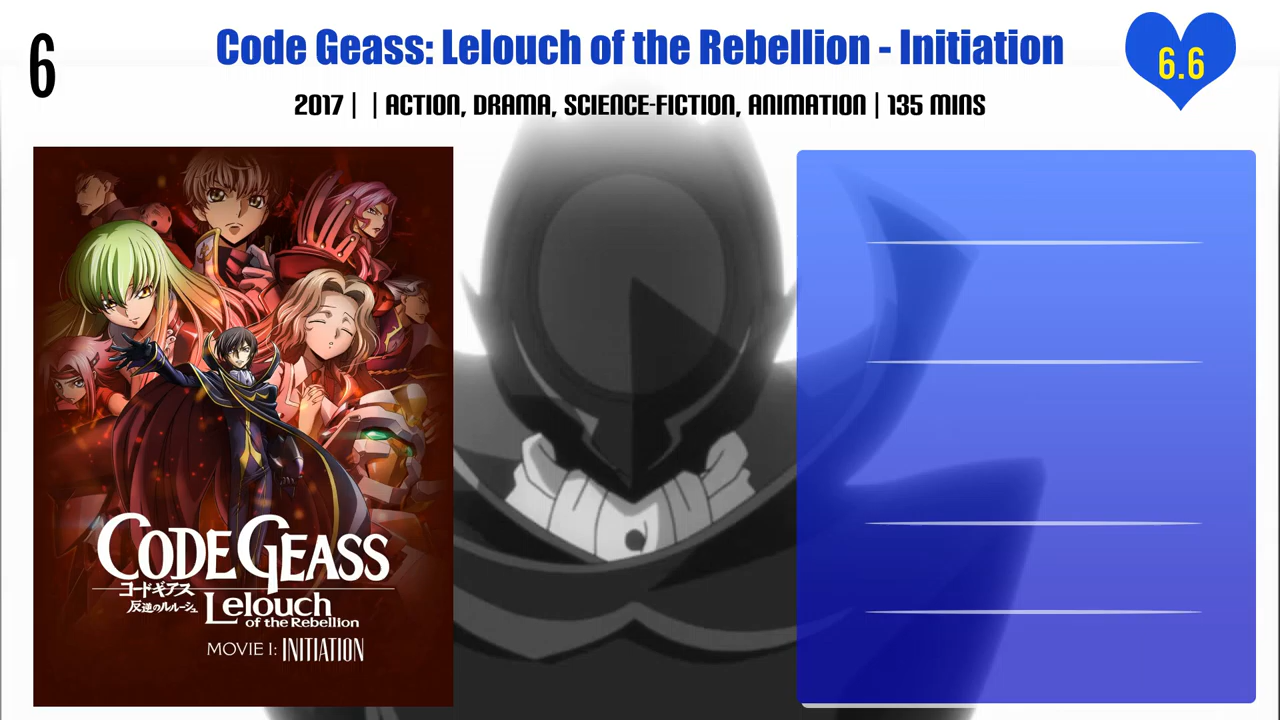 6
Code Geass: Lelouch of the Rebellion - Initiation
6.6
2017 | | ACTION, DRAMA, SCIENCE-FICTION, ANIMATION | 135 MINS
CODE GEASS
コードギアス
反逆のルルーシュ
Lelouch
of the Rebellion
MOVIE I: INITIATION